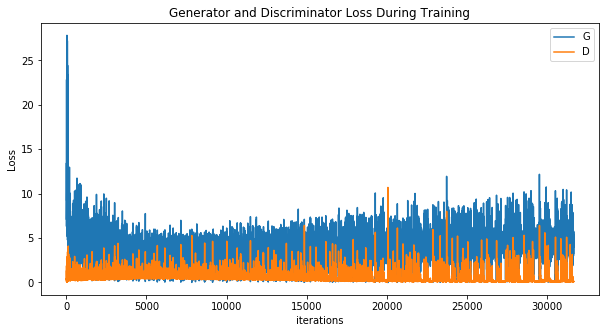 Generator and Discriminator Loss During Training
G
D
25
20
15
10
5
0
Loss
0 5000 10000 15000 20000 25000 30000
iterations